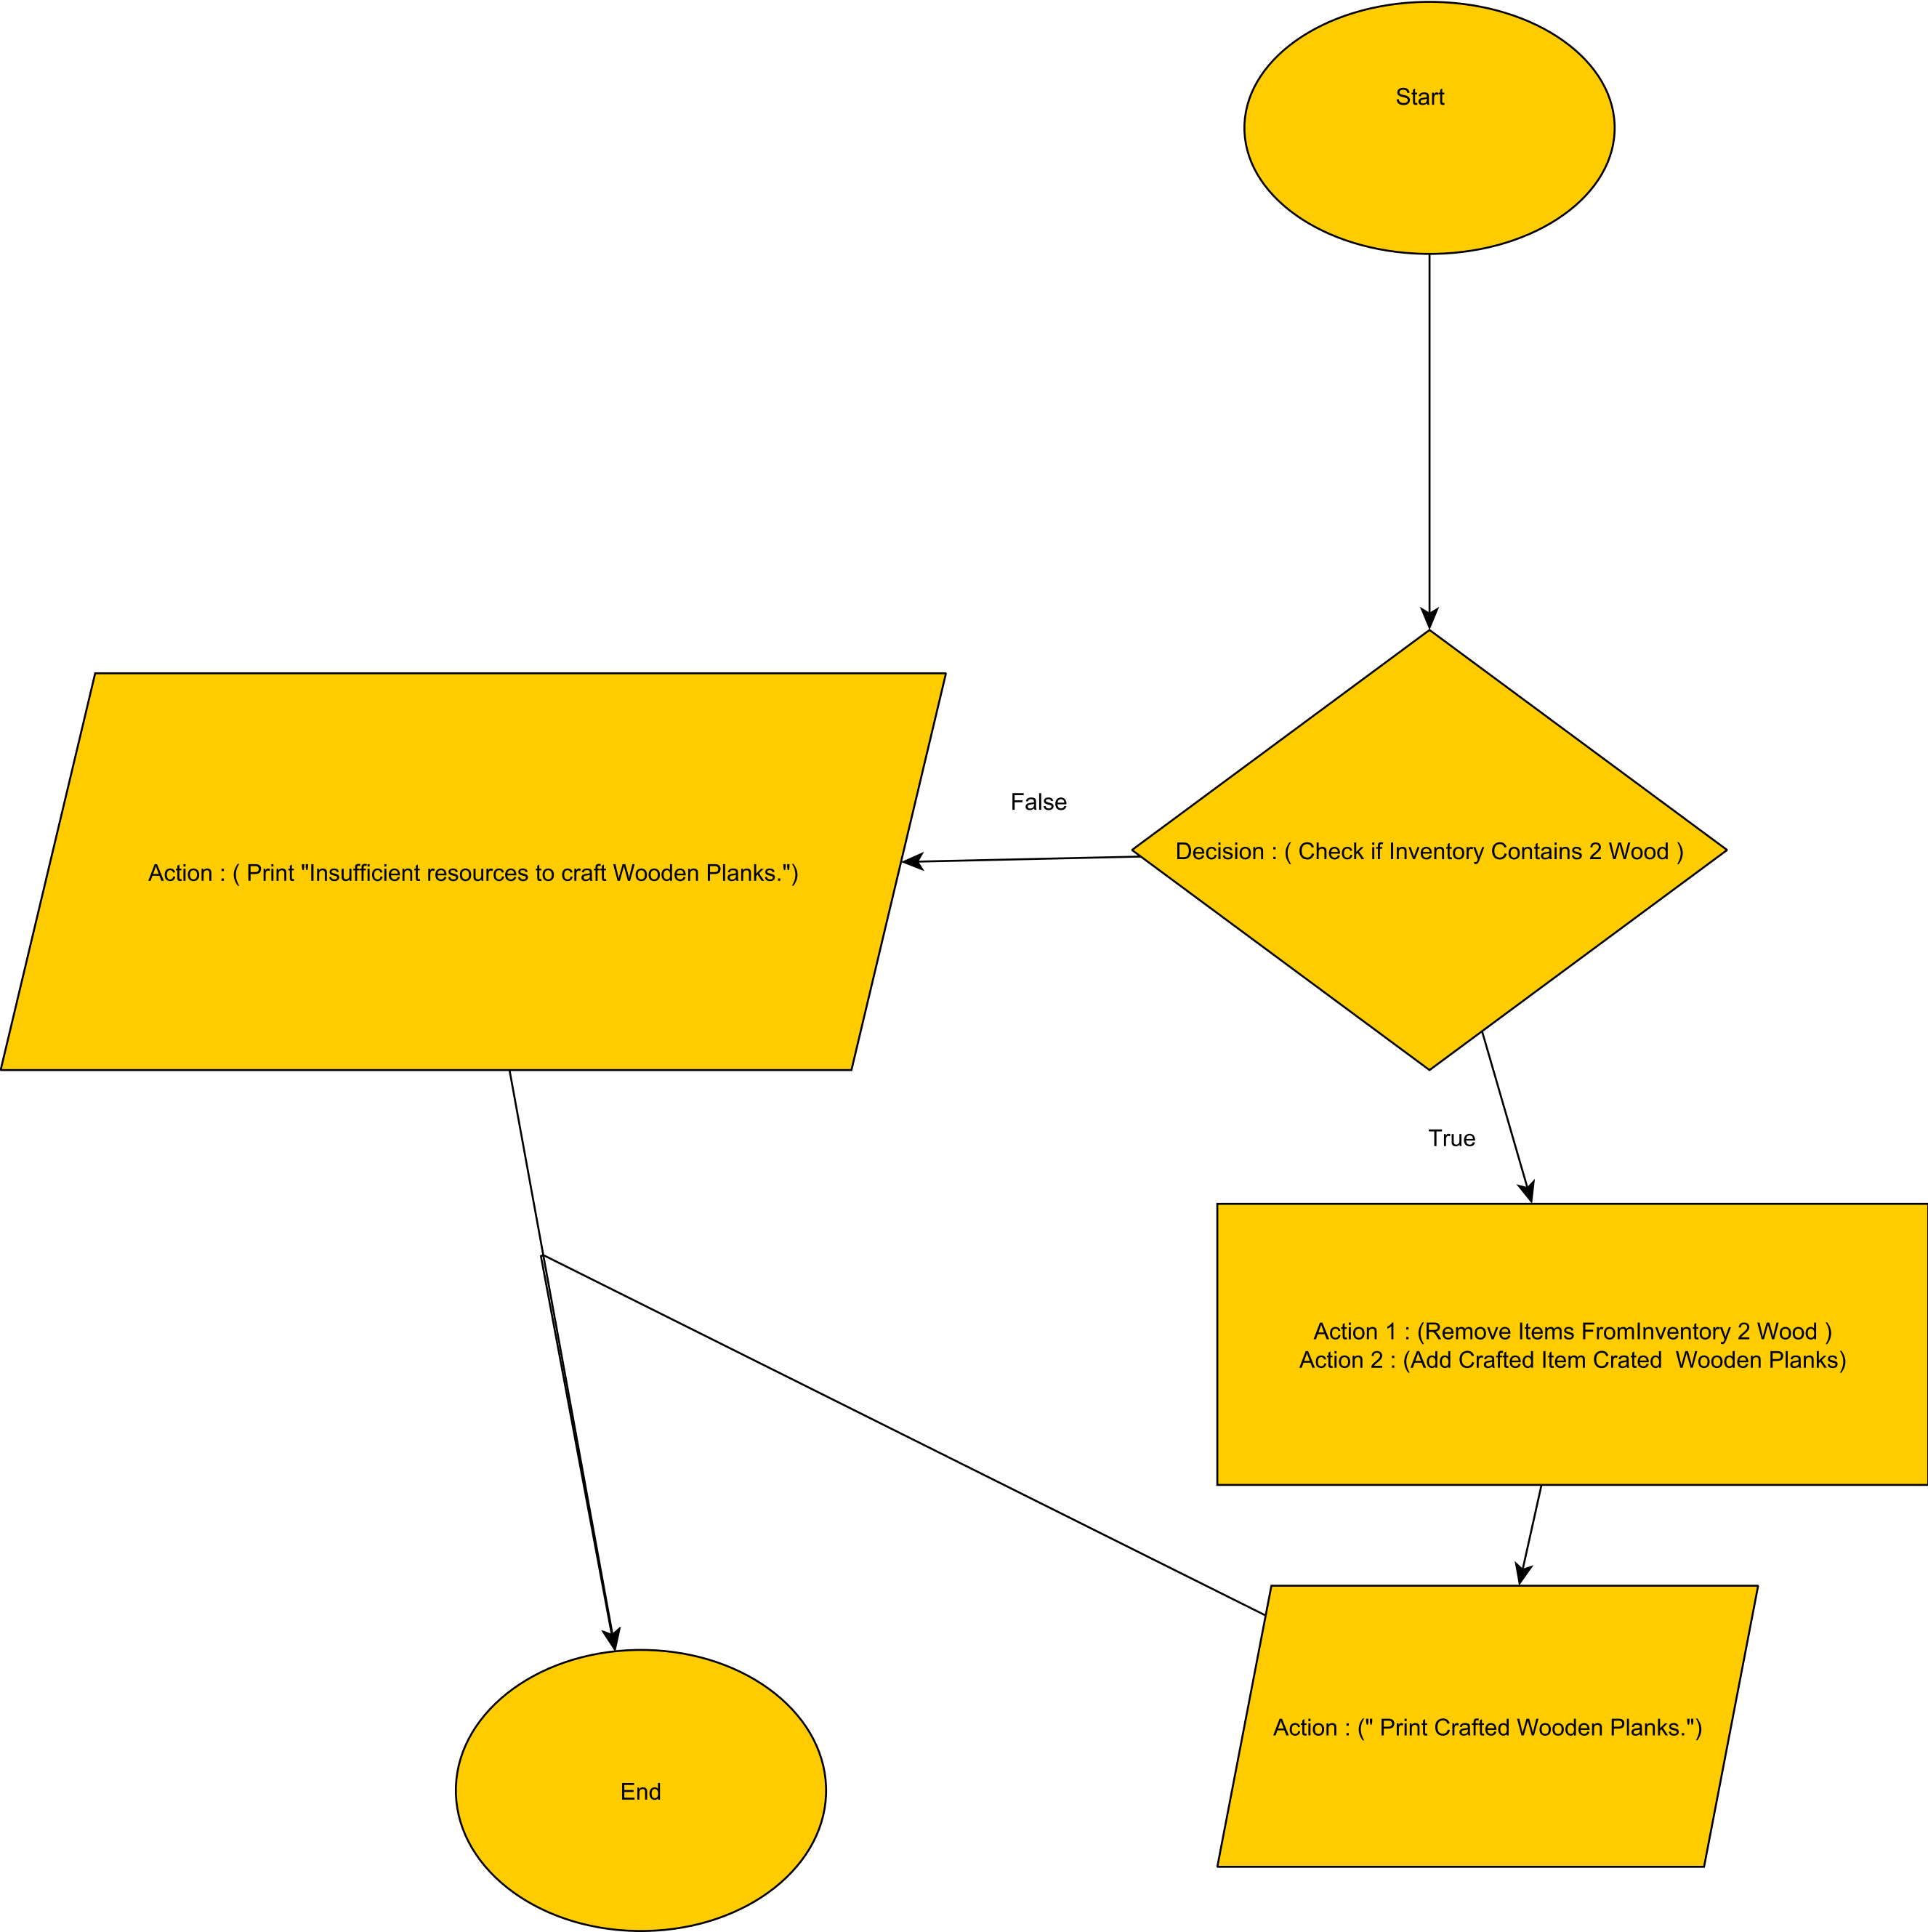 Start
Decision : ( Check if Inventory Contains 2 Wood )
False
Action : ( Print "Insufficient resources to craft Wooden Planks.")
True
Action 1 : (Remove Items FromInventory 2 Wood )
Action 2 : (Add Crafted Item Crated  Wooden Planks)
Action : (" Print Crafted Wooden Planks.")
End